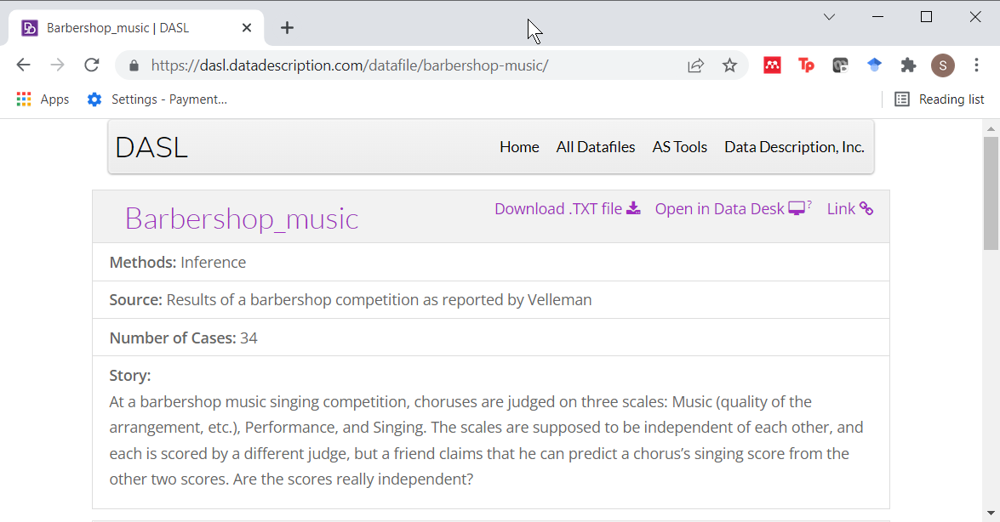 Barbershop_music | DASL
https://dasl.datadescription.com/datafile/barbershop-music/
Tp
S
Apps
Settings - Payment...
Reading list
DASL
Home All Datafiles AS Tools Data Description, Inc.
Barbershop_music
Download .TXT file Open in Data Desk ? Link
Methods: Inference
Source: Results of a barbershop competition as reported by Velleman
Number of Cases: 34
Story:
At a barbershop music singing competition, choruses are judged on three scales: Music (quality of the
arrangement, etc.), Performance, and Singing. The scales are supposed to be independent of each other, and
each is scored by a different judge, but a friend claims that he can predict a chorus’s singing score from the
other two scores. Are the scores really independent?